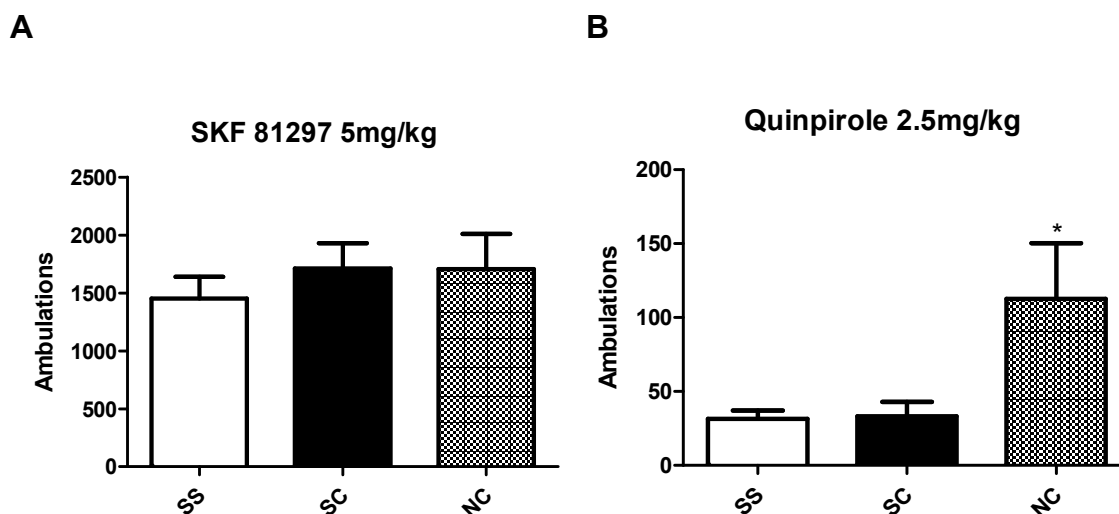 A
SKF 81297 5mg/kg
2500
2000
1500
1000
500
0
Ambulations
SS
SC
NC
B
Quinpirole 2.5mg/kg
200
150
100
50
0
Ambulations
*
SS
SC
NC